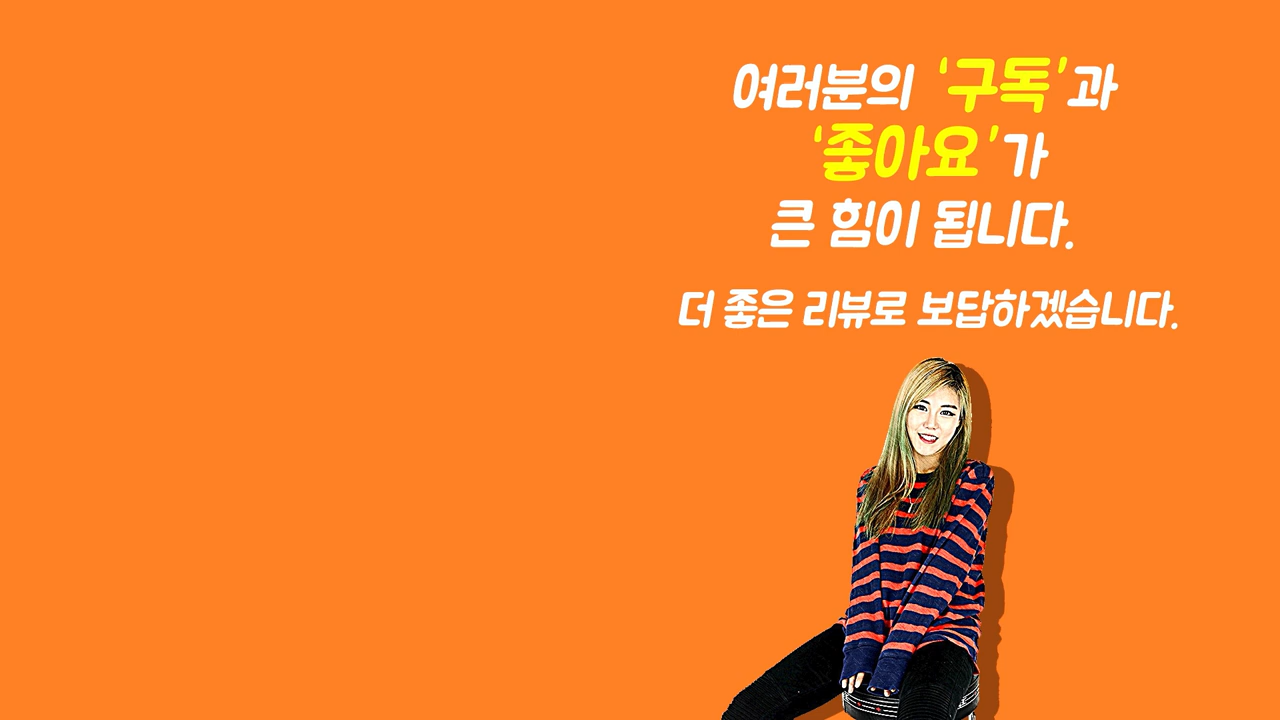 여러분의 ‘구독’과
‘좋아요’가
큰 힘이 됩니다.
더 좋은 리뷰로 보답하겠습니다.